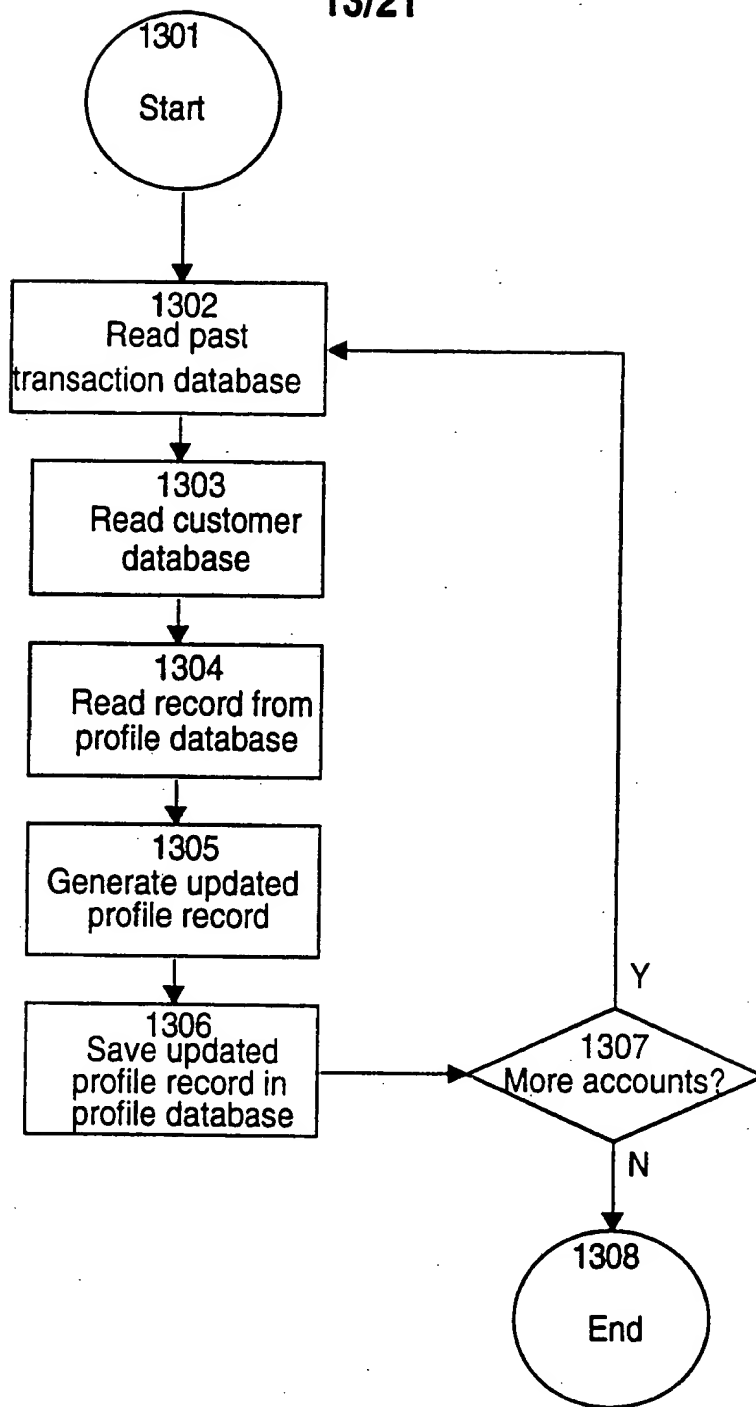 13/21
1301
Start
1302
Read past
transaction database
1303
Read customer
database
1304
Read record from
profile database
1305
Generate updated
profile record
1306
Save updated
profile record in
profile database
Y
1307
More accounts?
N
1308
End